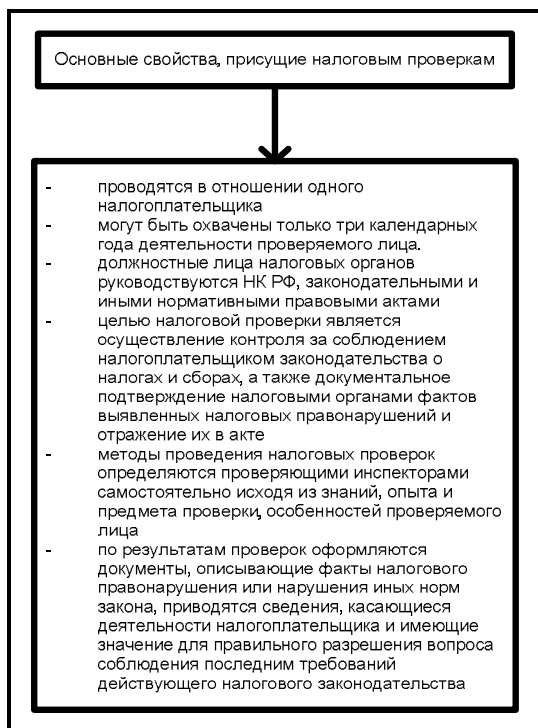 Основные свойства, присущие налоговым проверкам
- проводятся в отношении одного
налогоплательщика
- могут быть охвачены только три календарных
года деятельности проверяемого лица.
- должностные лица налоговых органов
руководствуются НК РФ, законодательными и
иными нормативными правовыми актами
- целью налоговой проверки является
осуществление контроля за соблюдением
налогоплательщиком законодательства о
налогах и сборах, а также документальное
подтверждение налоговыми органами фактов
выявленных налоговых правонарушений и
отражение их в акте
- методы проведения налоговых проверок
определяются проверяющими инспекторами
самостоятельно исходя из знаний, опыта и
предмета проверки, особенностей проверяемого
лица
- по результатам проверок оформляются
документы, описывающие факты налогового
правонарушения или нарушения иных норм
закона, приводятся сведения, касающиеся
деятельности налогоплательщика и имеющие
значение для правильного разрешения вопроса
соблюдения последним требований
действующего налогового законодательства